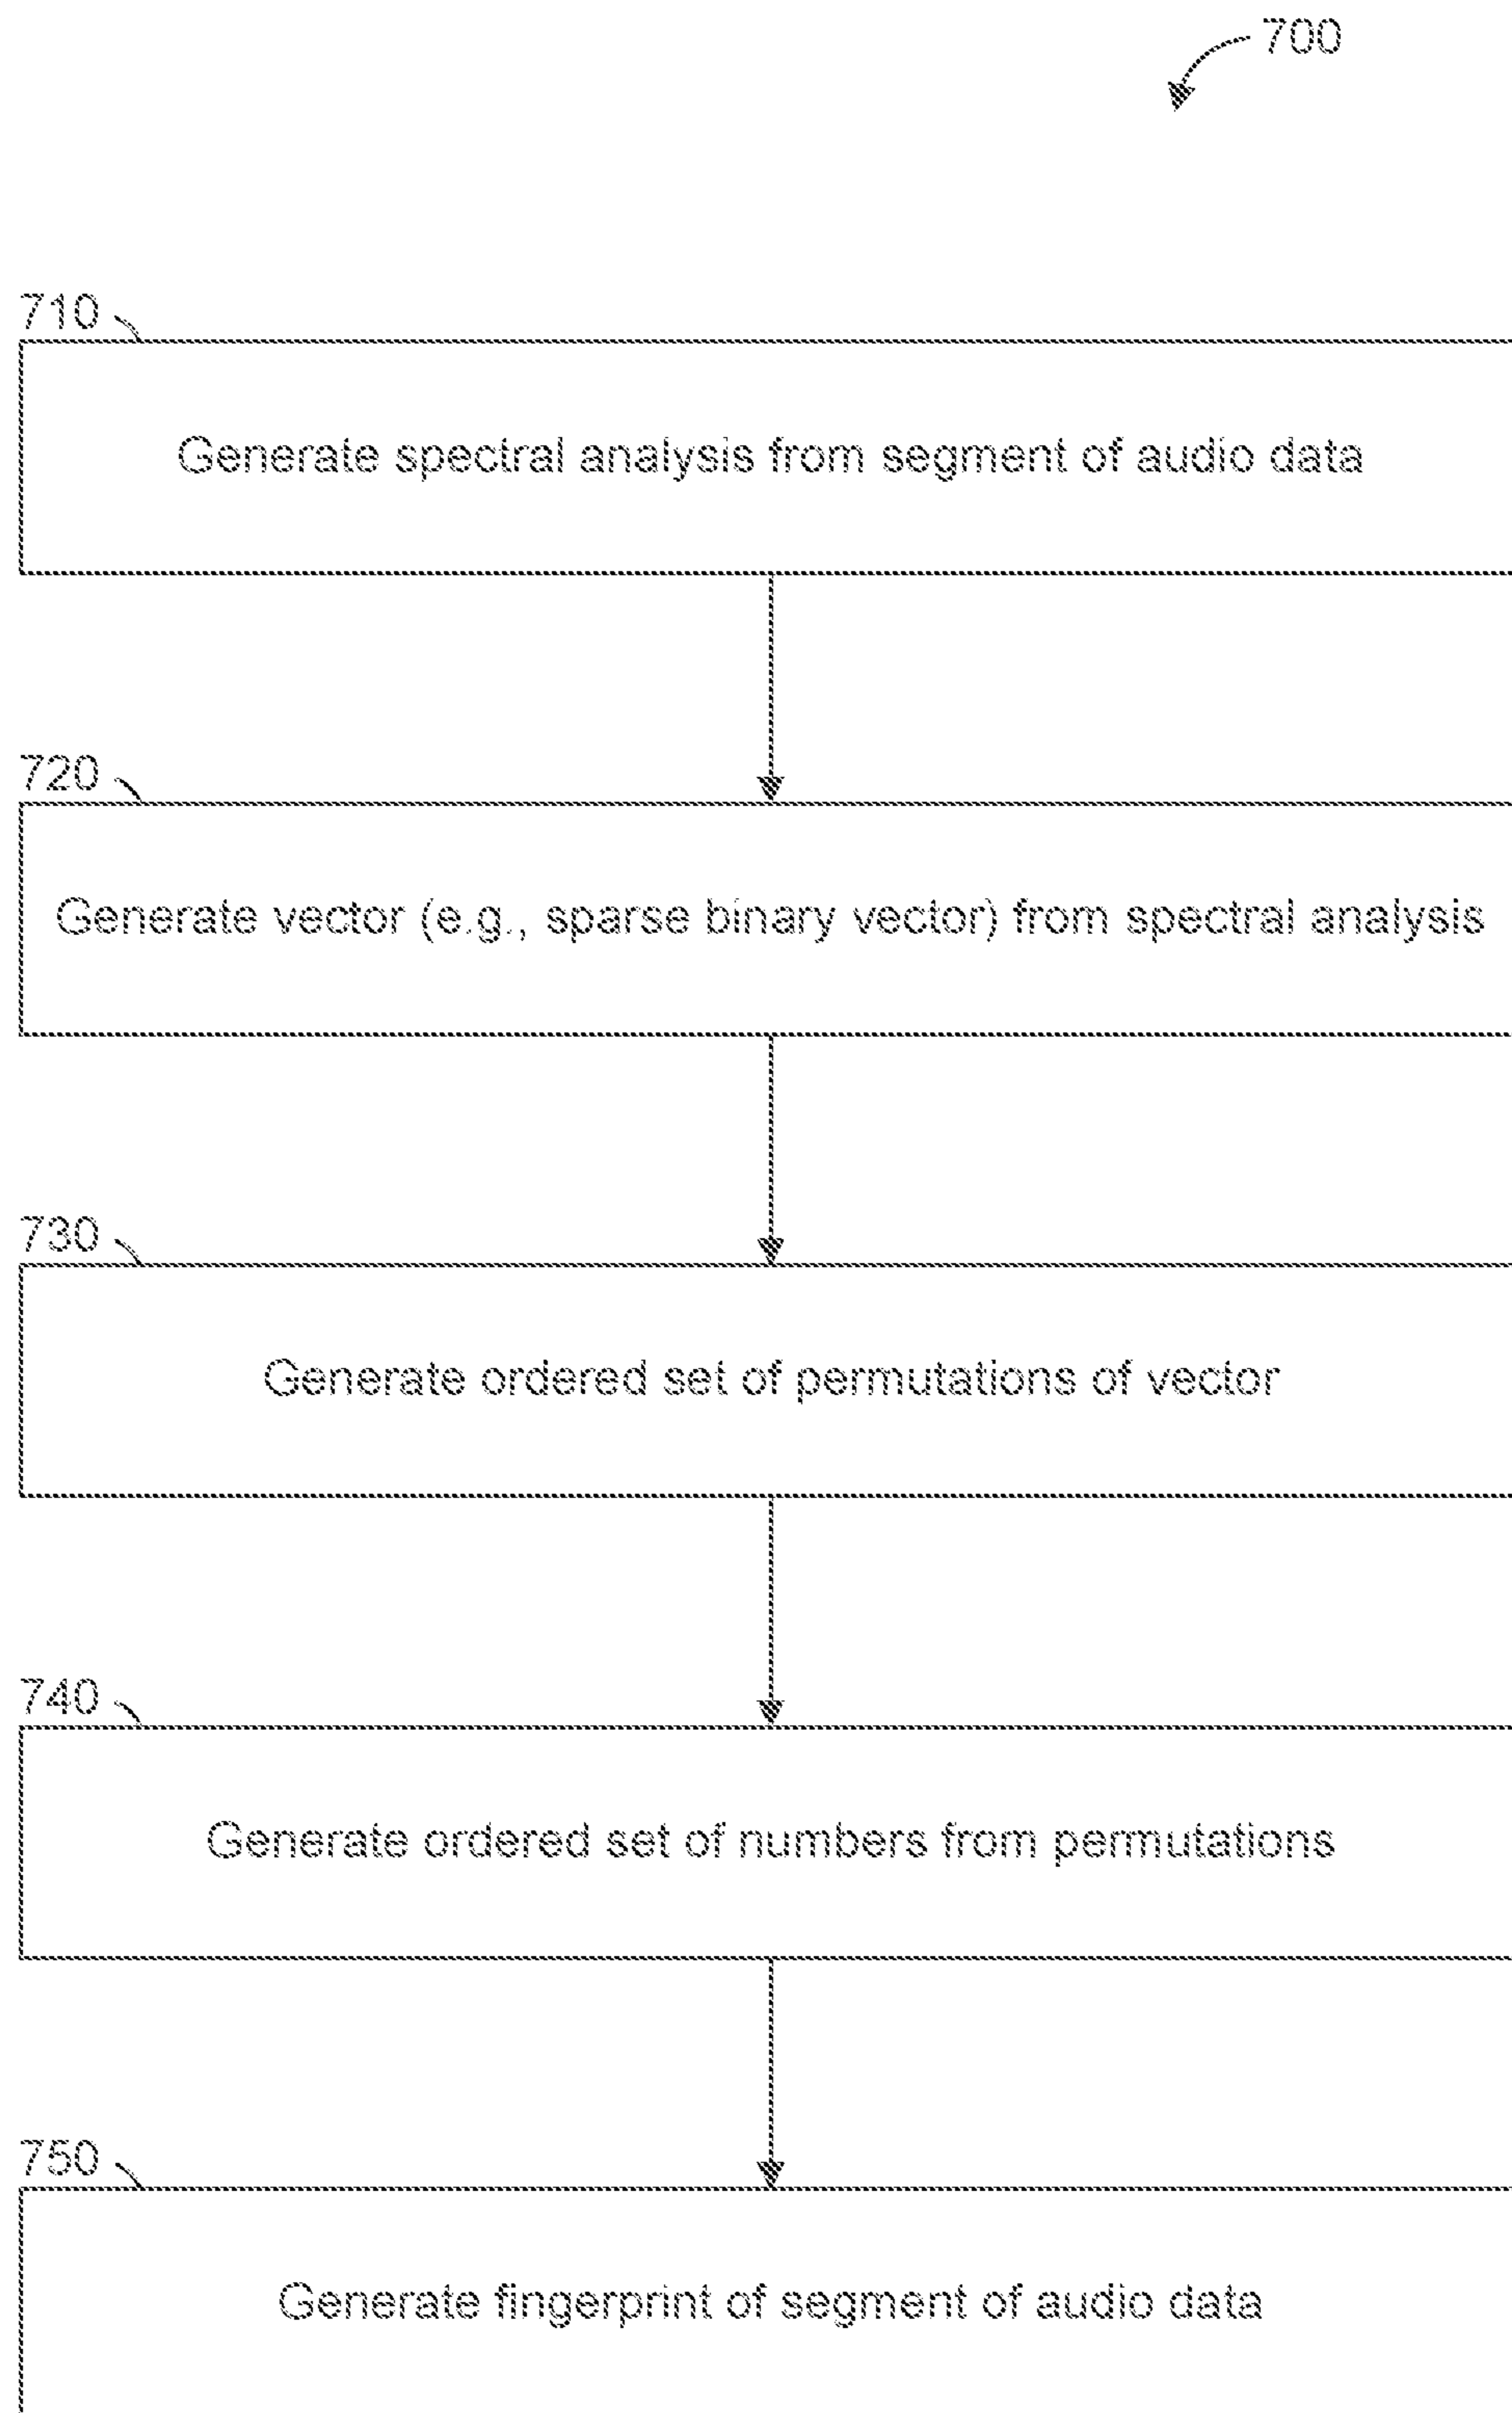 700
710
Generate spectral analysis from segment of audio data
720
Generate vector (e.g., sparse binary vector) from spectral analysis
730
Generate ordered set of permutations of vector
740
Generate ordered set of numbers from permutations
750
Generate fingerprint of segment of audio data